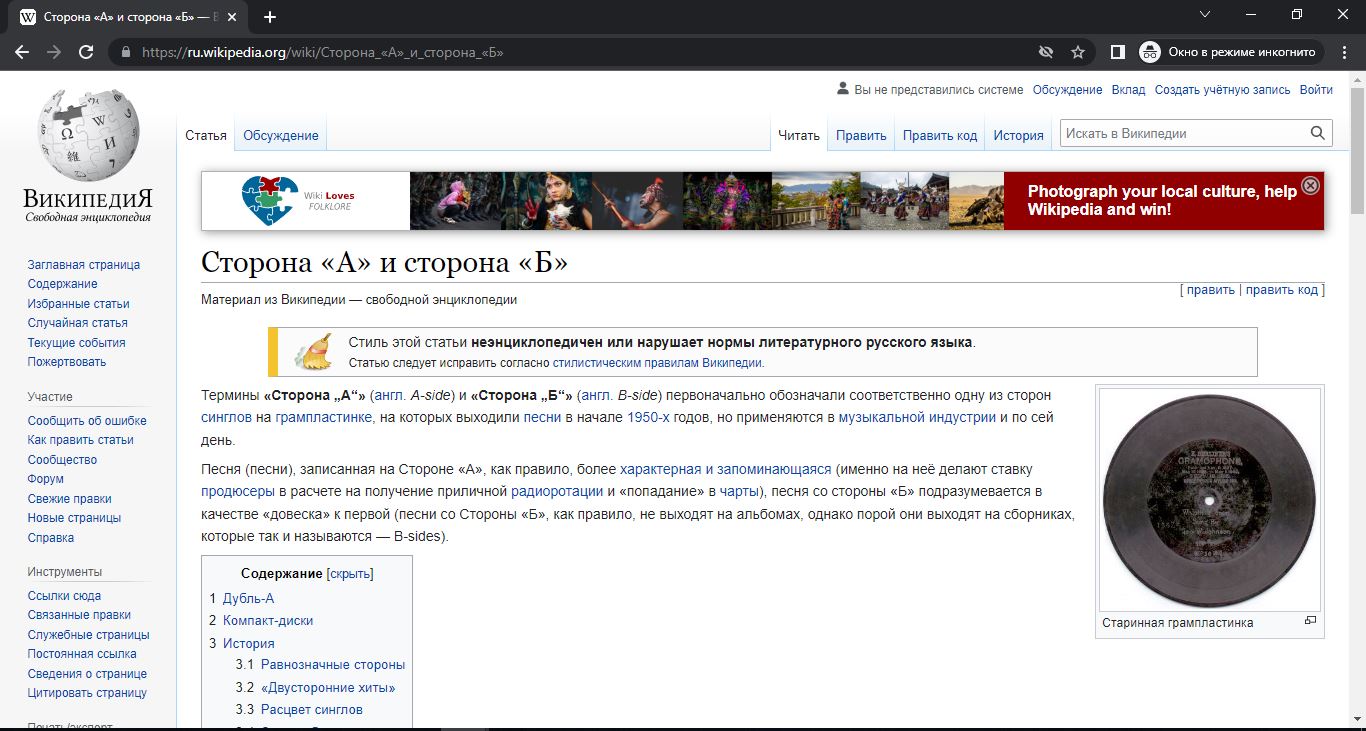 Сторона «А» и сторона «Б» — В
https://ru.wikipedia.org/wiki/Сторона_«А»_и_сторона_«Б»
Окно в режиме инкогнито
Вы не представились системе Обсуждение Вклад Создать учётную запись Войти
Статья Обсуждение Читать Править Править код История Искать в Википедии
ВикипедиЯ
Свободная энциклопедия
Заглавная страница
Содержание
Избранные статьи
Случайная статья
Текущие события
Пожертвовать
Участие
Сообщить об ошибке
Как править статьи
Сообщество
Форум
Свежие правки
Новые страницы
Справка
Инструменты
Ссылки сюда
Связанные правки
Служебные страницы
Постоянная ссылка
Сведения о странице
Цитировать страницу
Печать/экспорт
Wiki Loves
FOLKLORE
Photograph your local culture, help
Wikipedia and win!
Сторона «А» и сторона «Б»
[ править | править код ]
Материал из Википедии — свободной энциклопедии
Стиль этой статьи неэнциклопедичен или нарушает нормы литературного русского языка.
Статью следует исправить согласно стилистическим правилам Википедии.
Термины «Сторона „А“» (англ. A-side) и «Сторона „Б“» (англ. B-side) первоначально обозначали соответственно одну из сторон
синглов на грампластинке, на которых выходили песни в начале 1950-х годов, но применяются в музыкальной индустрии и по сей
день.
Песня (песни), записанная на Стороне «А», как правило, более характерная и запоминающаяся (именно на неё делают ставку
продюсеры в расчете на получение приличной радиоротации и «попадание» в чарты), песня со стороны «Б» подразумевается в
качестве «довеска» к первой (песни со Стороны «Б», как правило, не выходят на альбомах, однако порой они выходят на сборниках,
которые так и называются — B-sides).
Содержание [скрыть]
1 Дубль-А
2 Компакт-диски
3 История
3.1 Равнозначные стороны
3.2 «Двусторонние хиты»
3.3 Расцвет синглов
GRAMOPHONE
Старинная грампластинка